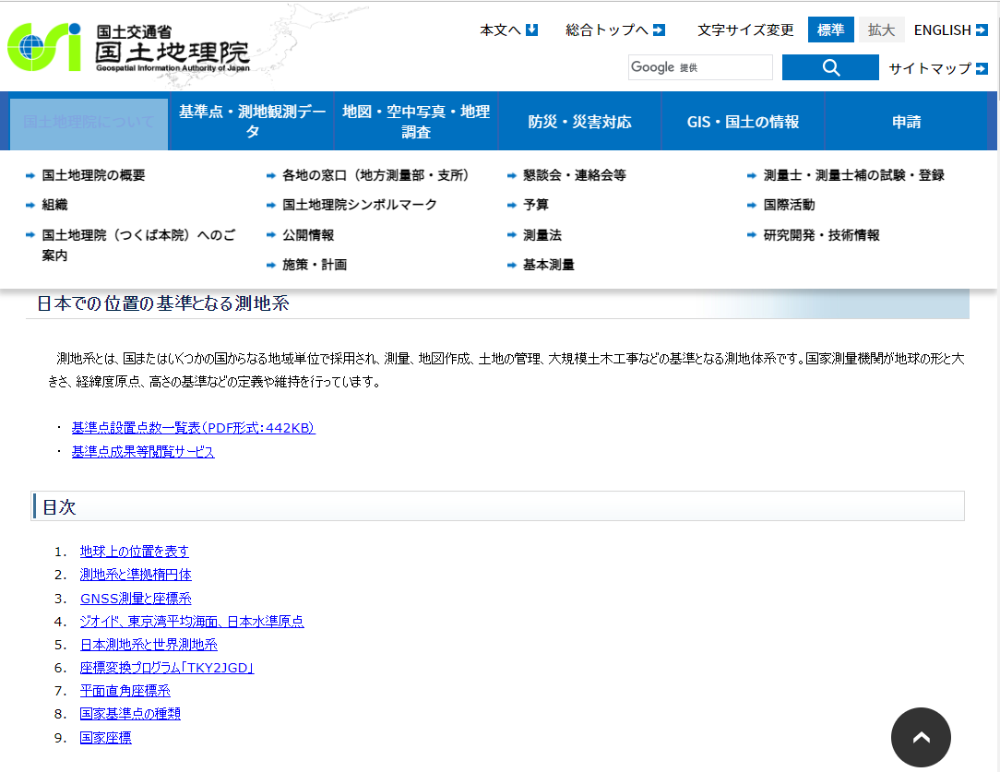 国土交通省
国土地理院
Geospatial Information Authority of Japan
本文へ 総合トップへ 文字サイズ変更 標準 拡大 ENGLISH
Google 提供 サイトマップ
国土地理院について
基準点・測地観測データ
地図・空中写真・地理調査
防災・災害対応
GIS・国土の情報
申請
国土地理院の概要
組織
国土地理院（つくば本院）へのご
案内
各地の窓口（地方測量部・支所）
国土地理院シンボルマーク
公開情報
施策・計画
懇談会・連絡会等
予算
測量法
基本測量
測量士・測量士補の試験・登録
国際活動
研究開発・技術情報
日本での位置の基準となる測地系
測地系とは、国またはいくつかの国からなる地域単位で採用され、測量、地図作成、土地の管理、大規模土木工事などの基準となる測地体系です。国家測量機関が地球の形と大
きさ、経緯度原点、高さの基準などの定義や維持を行っています。
・ 基準点設置点数一覧表（PDF形式：442KB）
・ 基準点成果等閲覧サービス
目次
1. 地球上の位置を表す
2. 測地系と準拠楕円体
3. GNSS測量と座標系
4. ジオイド、東京湾平均海面、日本水準原点
5. 日本測地系と世界測地系
6. 座標変換プログラム「TKY2JGD」
7. 平面直角座標系
8. 国家基準点の種類
9. 国家座標